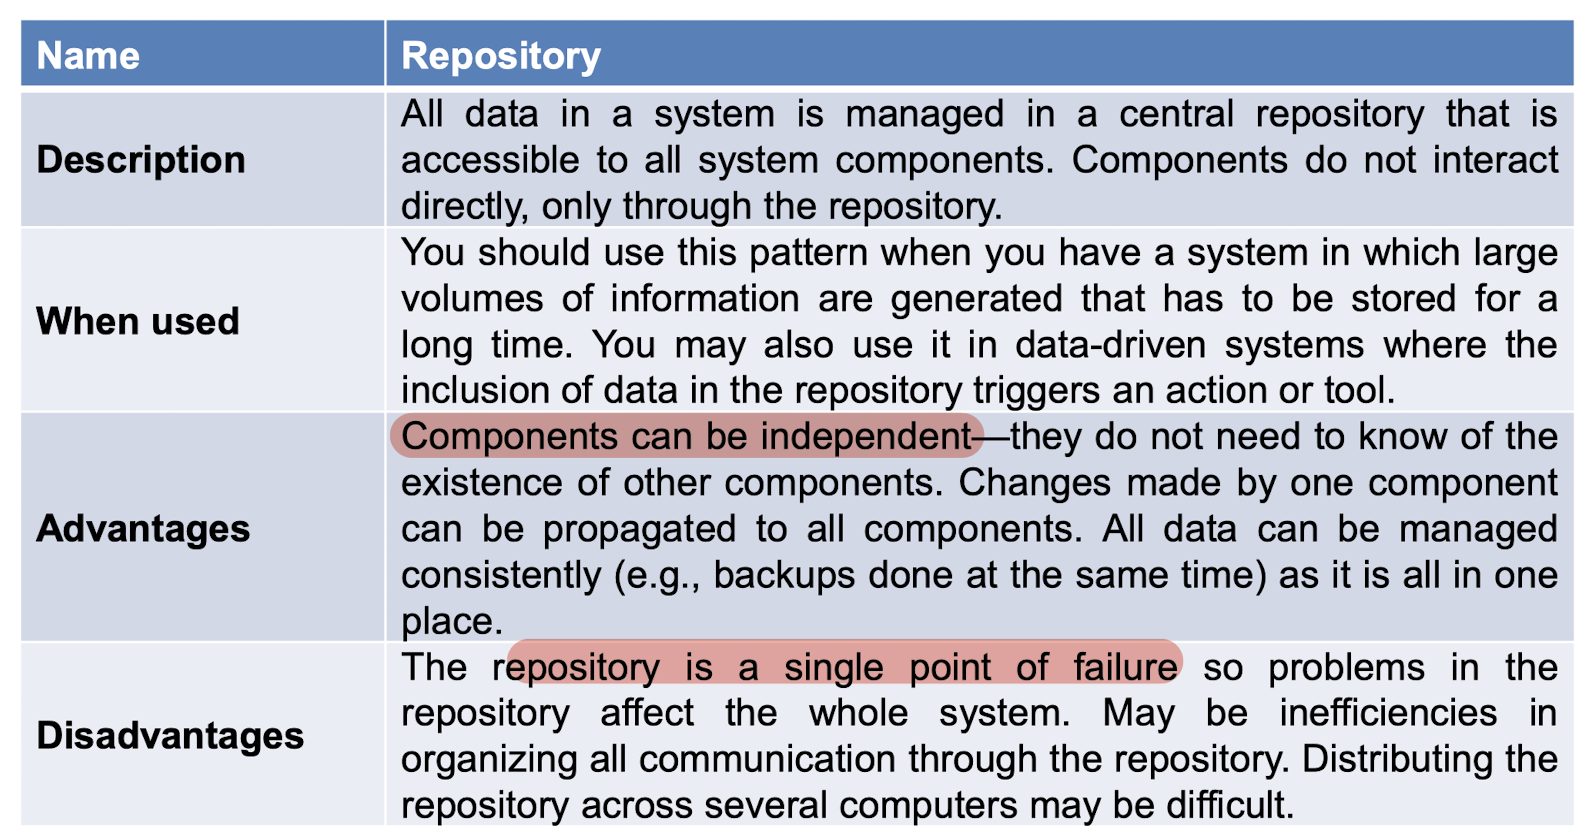 Name Repository
Description
All data in a system is managed in a central repository that is
accessible to all system components. Components do not interact
directly, only through the repository.
When used
You should use this pattern when you have a system in which large
volumes of information are generated that has to be stored for a
long time. You may also use it in data-driven systems where the
inclusion of data in the repository triggers an action or tool.
Advantages
Components can be independent—they do not need to know of the
existence of other components. Changes made by one component
can be propagated to all components. All data can be managed
consistently (e.g., backups done at the same time) as it is all in one
place.
Disadvantages
The repository is a single point of failure so problems in the
repository affect the whole system. May be inefficiencies in
organizing all communication through the repository. Distributing the
repository across several computers may be difficult.